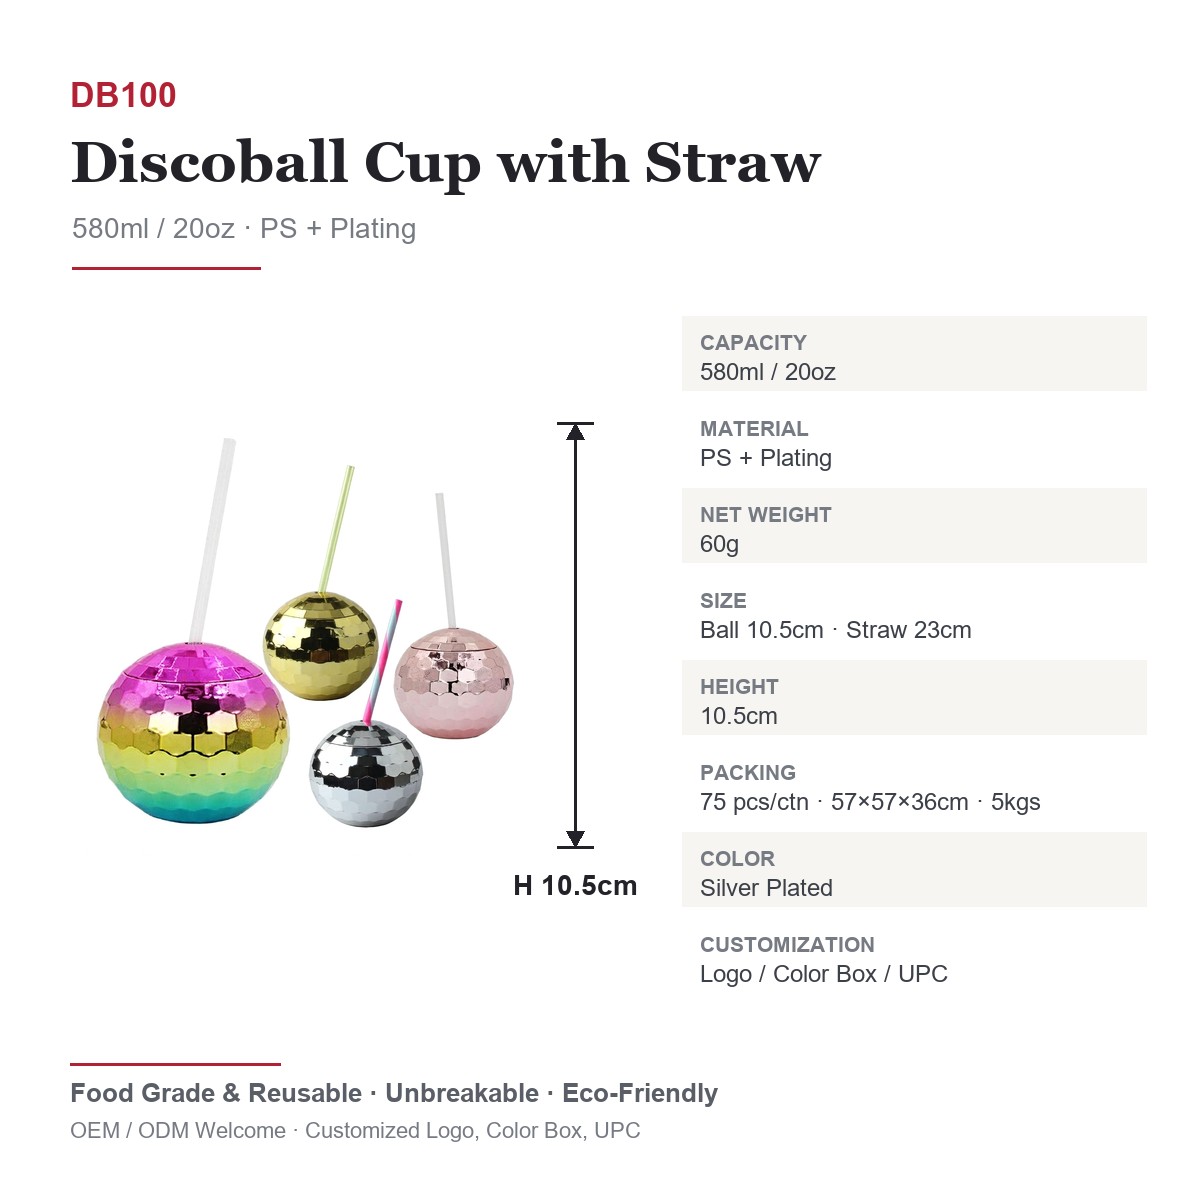 DB100
Discoball Cup with Straw
580ml / 20oz · PS + Plating
CAPACITY
580ml / 20oz
MATERIAL
PS + Plating
NET WEIGHT
60g
SIZE
Ball 10.5cm · Straw 23cm
HEIGHT
10.5cm
PACKING
75 pcs/ctn · 57×57×36cm · 5kgs
COLOR
Silver Plated
CUSTOMIZATION
Logo / Color Box / UPC
H 10.5cm
Food Grade & Reusable · Unbreakable · Eco-Friendly
OEM / ODM Welcome · Customized Logo, Color Box, UPC